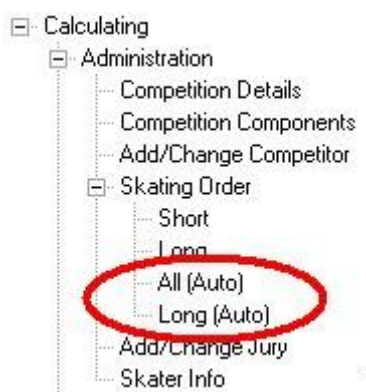 Calculating
Administration
Competition Details
Competition Components
Add/Change Competitor
Skating Order
Short
Long
All (Auto)
Long (Auto)
Add/Change Jury
Skater Info